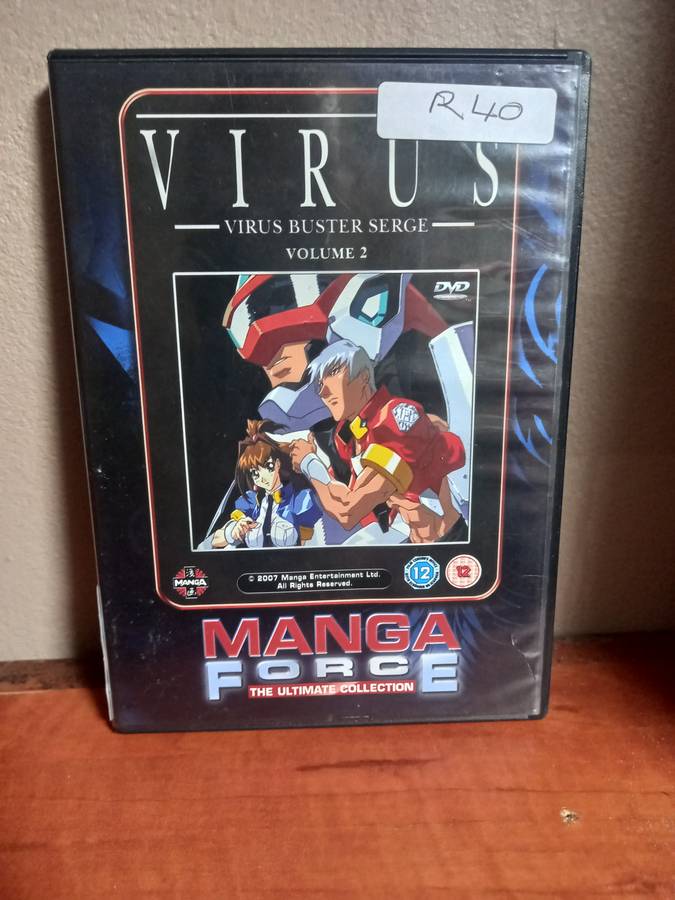 R40
VIRUS
VIRUS BUSTER SERGE
VOLUME 2
DVD
MANGA
© 2007 Manga Entertainment Ltd.
All Rights Reserved.
12
12
MANGA
FORCE
THE ULTIMATE COLLECTION